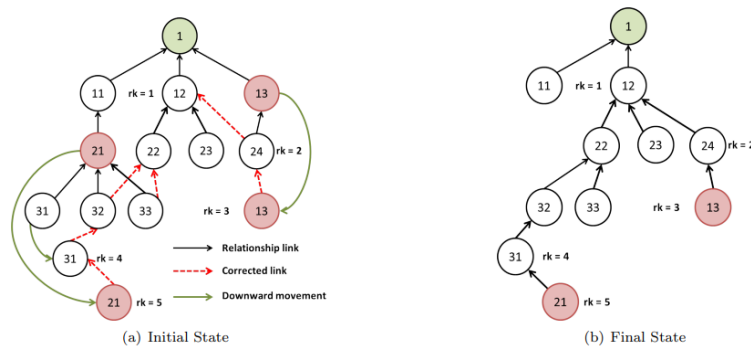 1
1
11
rk = 1
12
13
11
rk = 1
12
21
22
23
24
rk = 2
22
23
24
rk = 2
31
32
33
rk = 3
13
32
33
rk = 3
13
Relationship link
31
rk = 4
31
rk = 4
Corrected link
21
rk = 5
Downward movement
21
rk = 5
(a) Initial State
(b) Final State